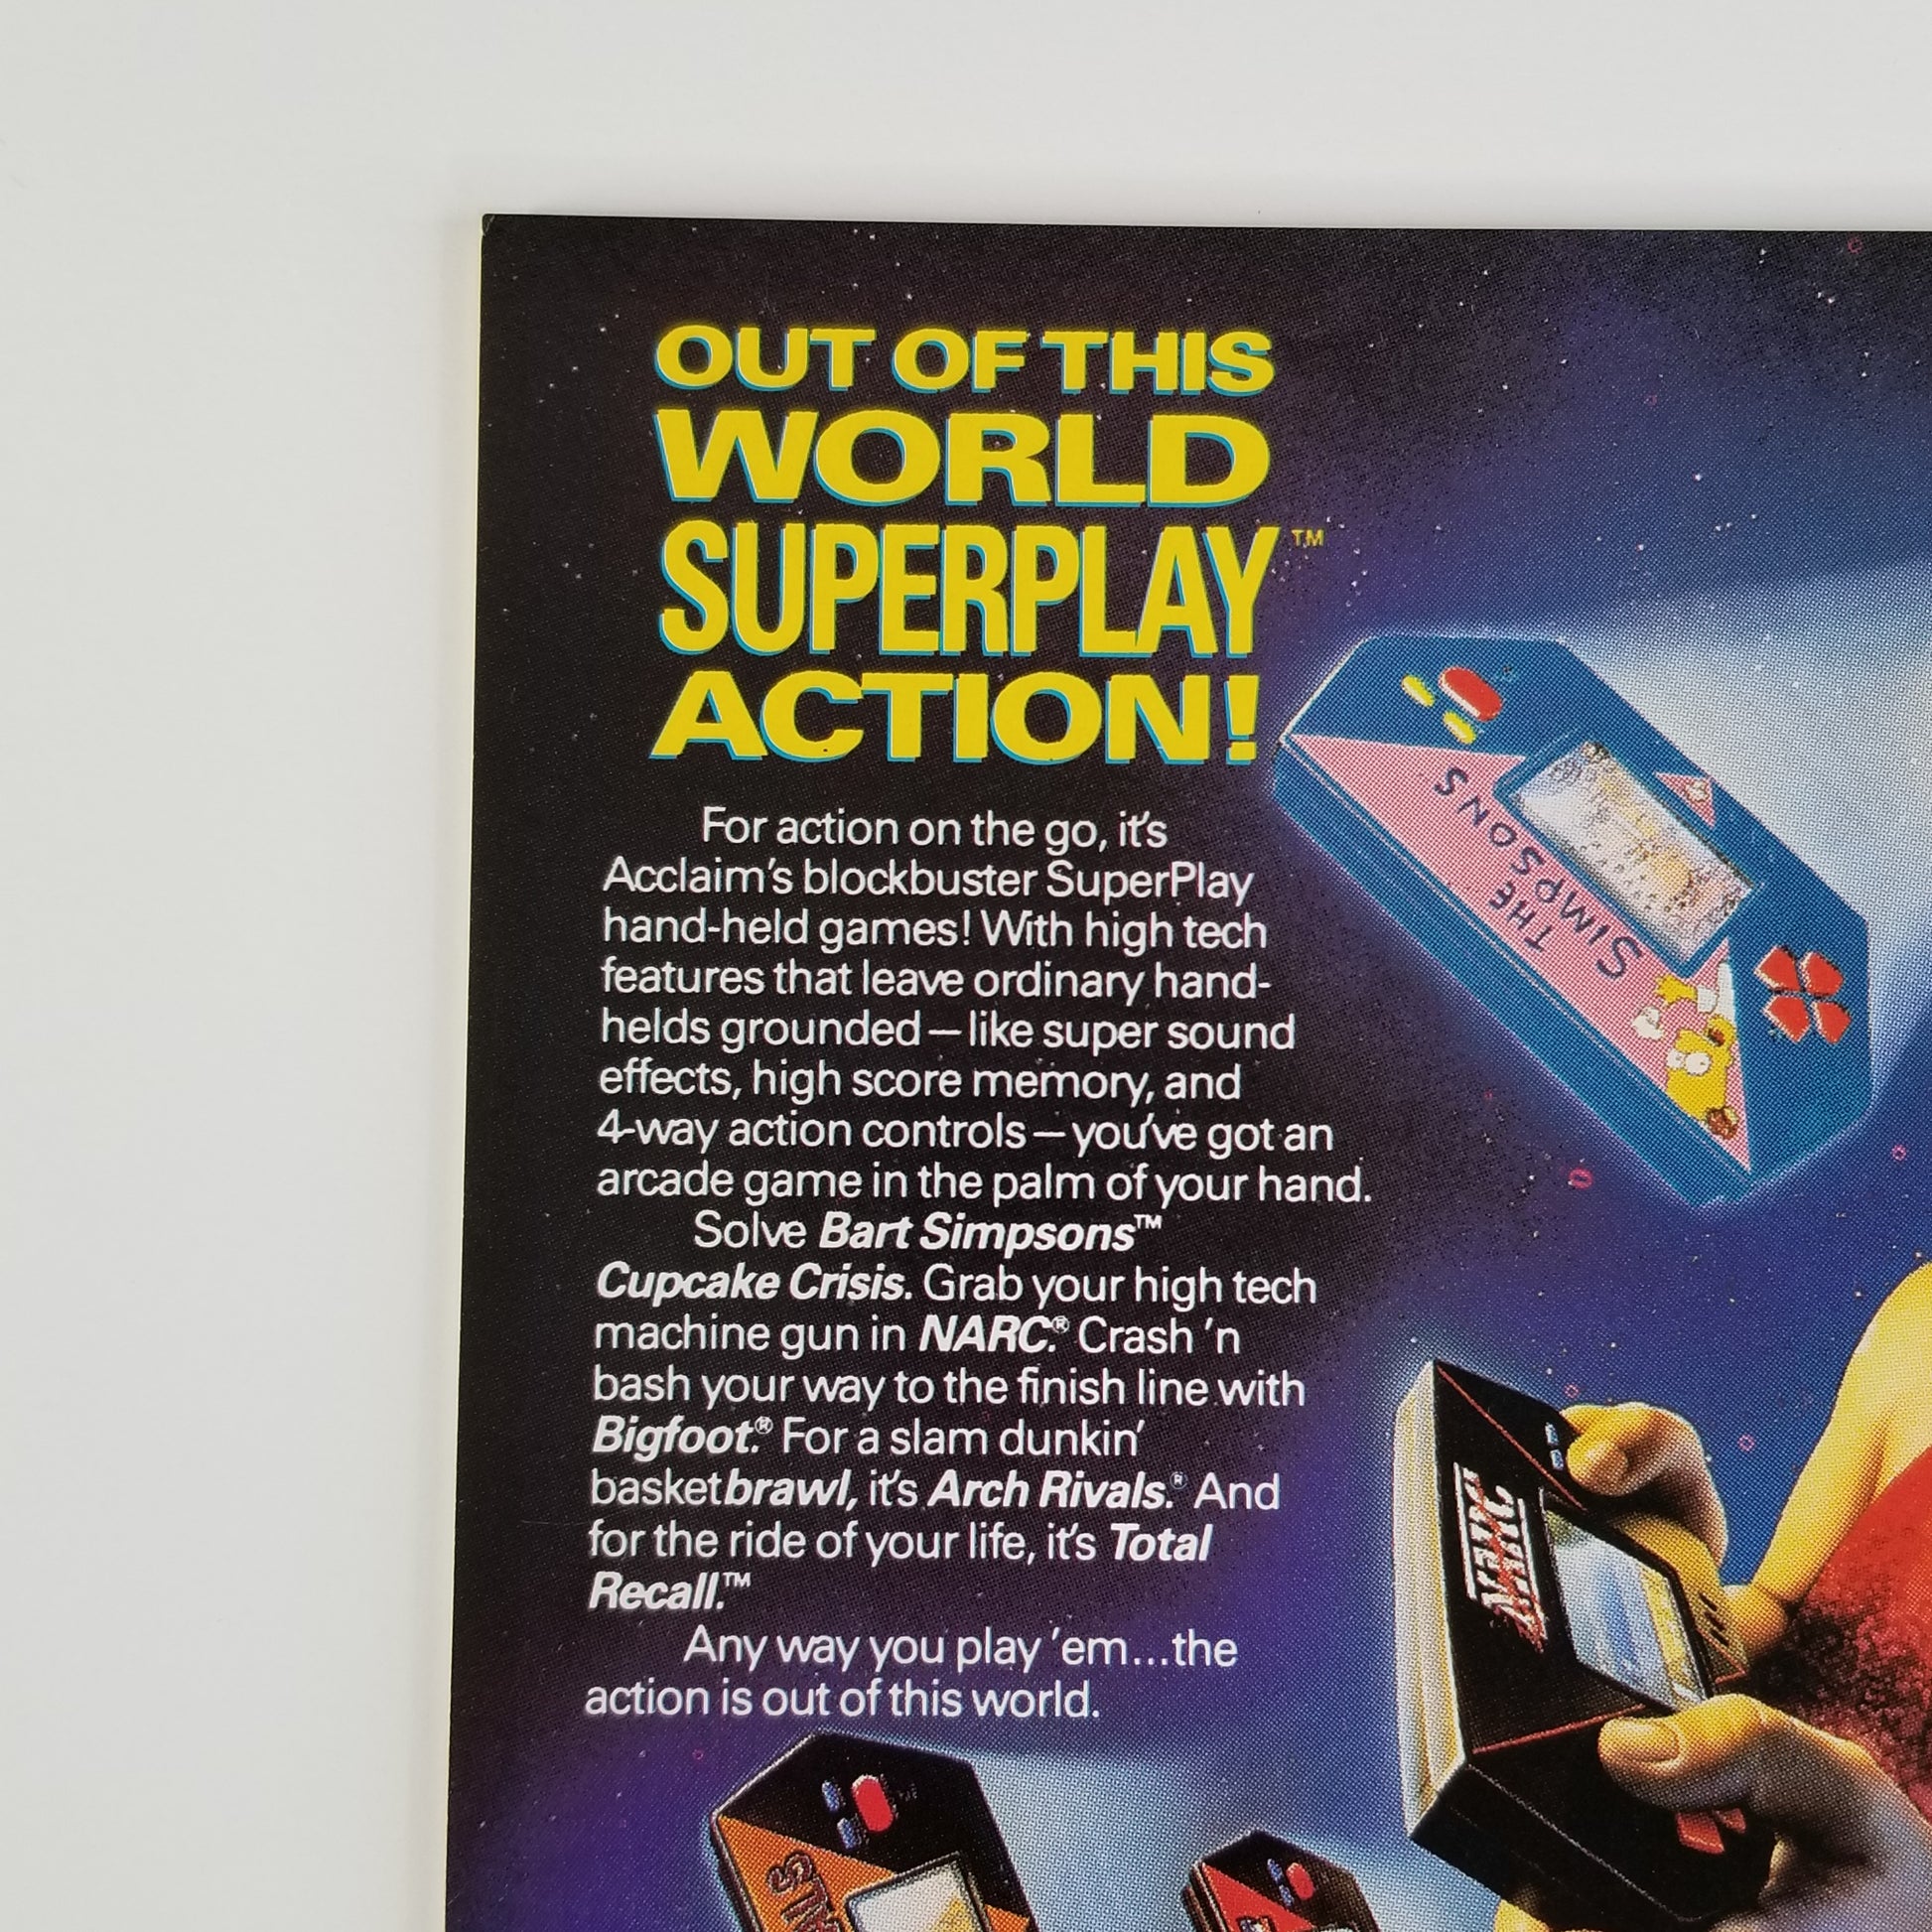 OUT OF THIS
WORLD
SUPERPLAY™
ACTION!
For action on the go, it's
Acclaim's blockbuster SuperPlay
hand-held games! With high tech
features that leave ordinary hand-
helds grounded—like super sound
effects, high score memory, and
4-way action controls—you've got an
arcade game in the palm of your hand.
Solve Bart Simpsons™
Cupcake Crisis. Grab your high tech
machine gun in NARC.® Crash 'n
bash your way to the finish line with
Bigfoot.® For a slam dunkin'
basketbrawl, it's Arch Rivals.® And
for the ride of your life, it's Total
Recall.™
Any way you play 'em...the
action is out of this world.
THE
SIMPSONS
NARC